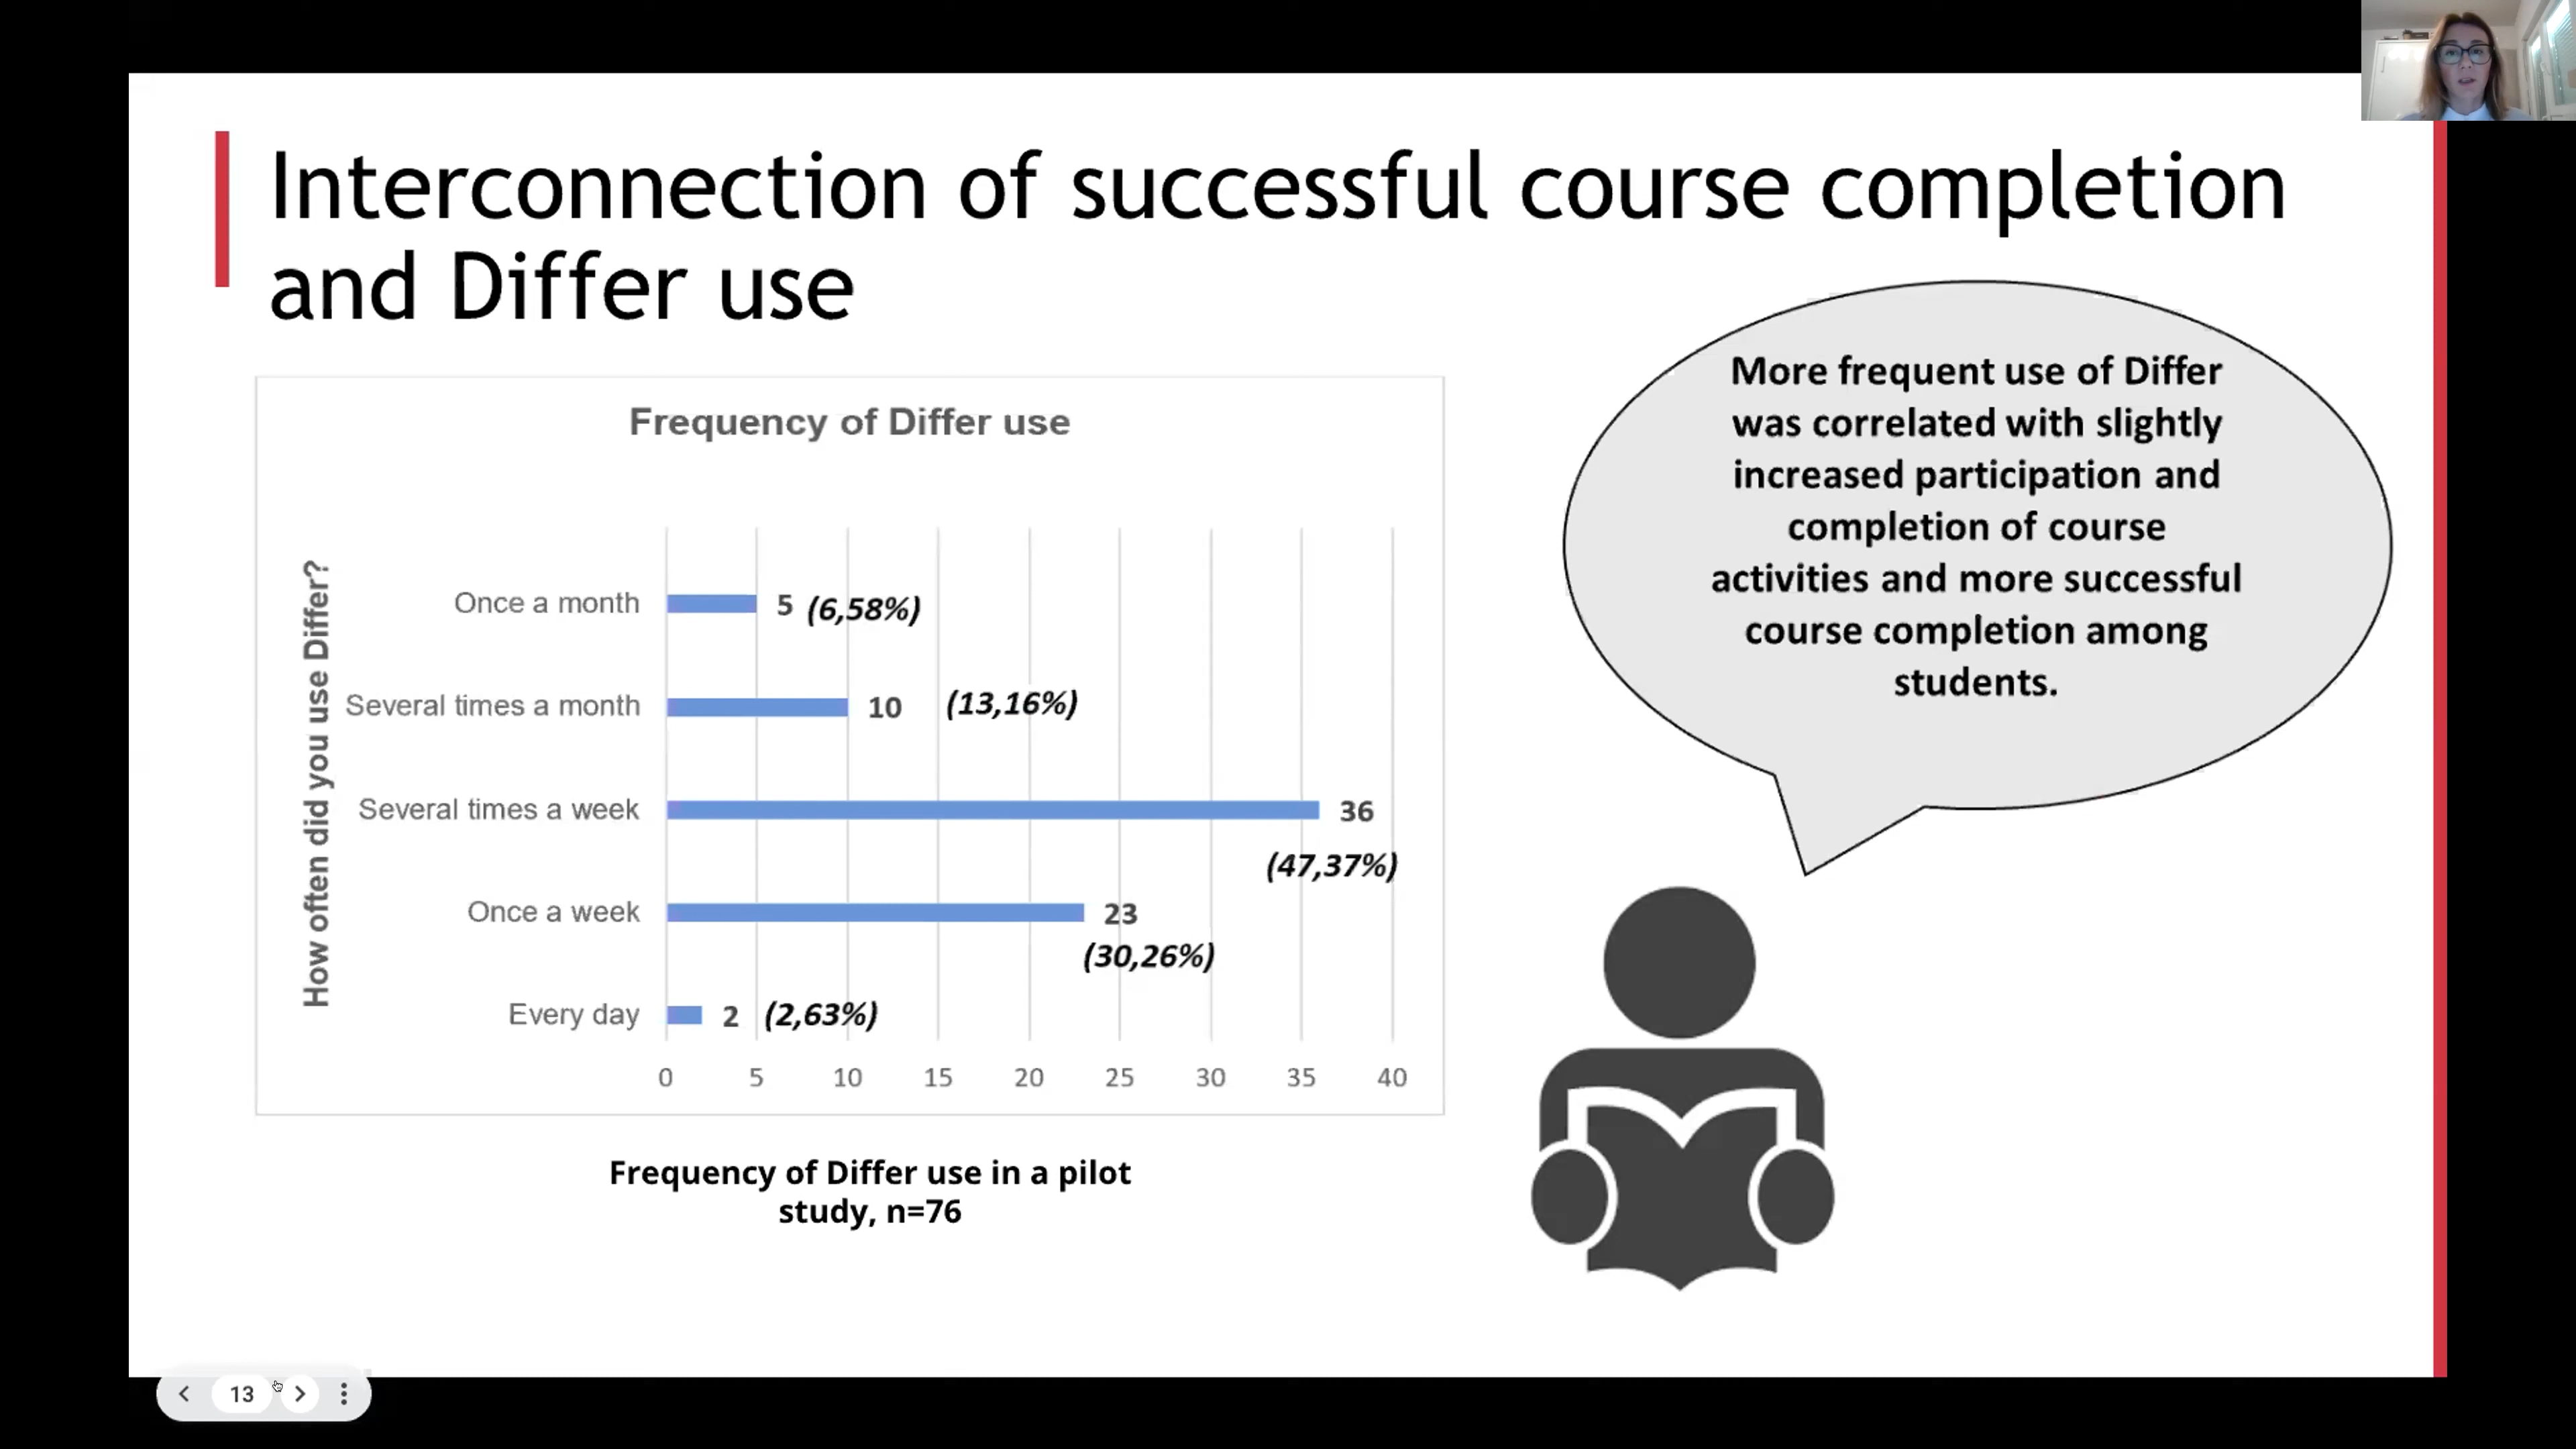 Interconnection of successful course completion
and Differ use
Frequency of Differ use
How often did you use Differ?
Once a month
5 (6,58%)
Several times a month
10 (13,16%)
Several times a week
36
(47,37%)
Once a week
23
(30,26%)
Every day
2 (2,63%)
0 5 10 15 20 25 30 35 40
Frequency of Differ use in a pilot
study, n=76
More frequent use of Differ
was correlated with slightly
increased participation and
completion of course
activities and more successful
course completion among
students.
13